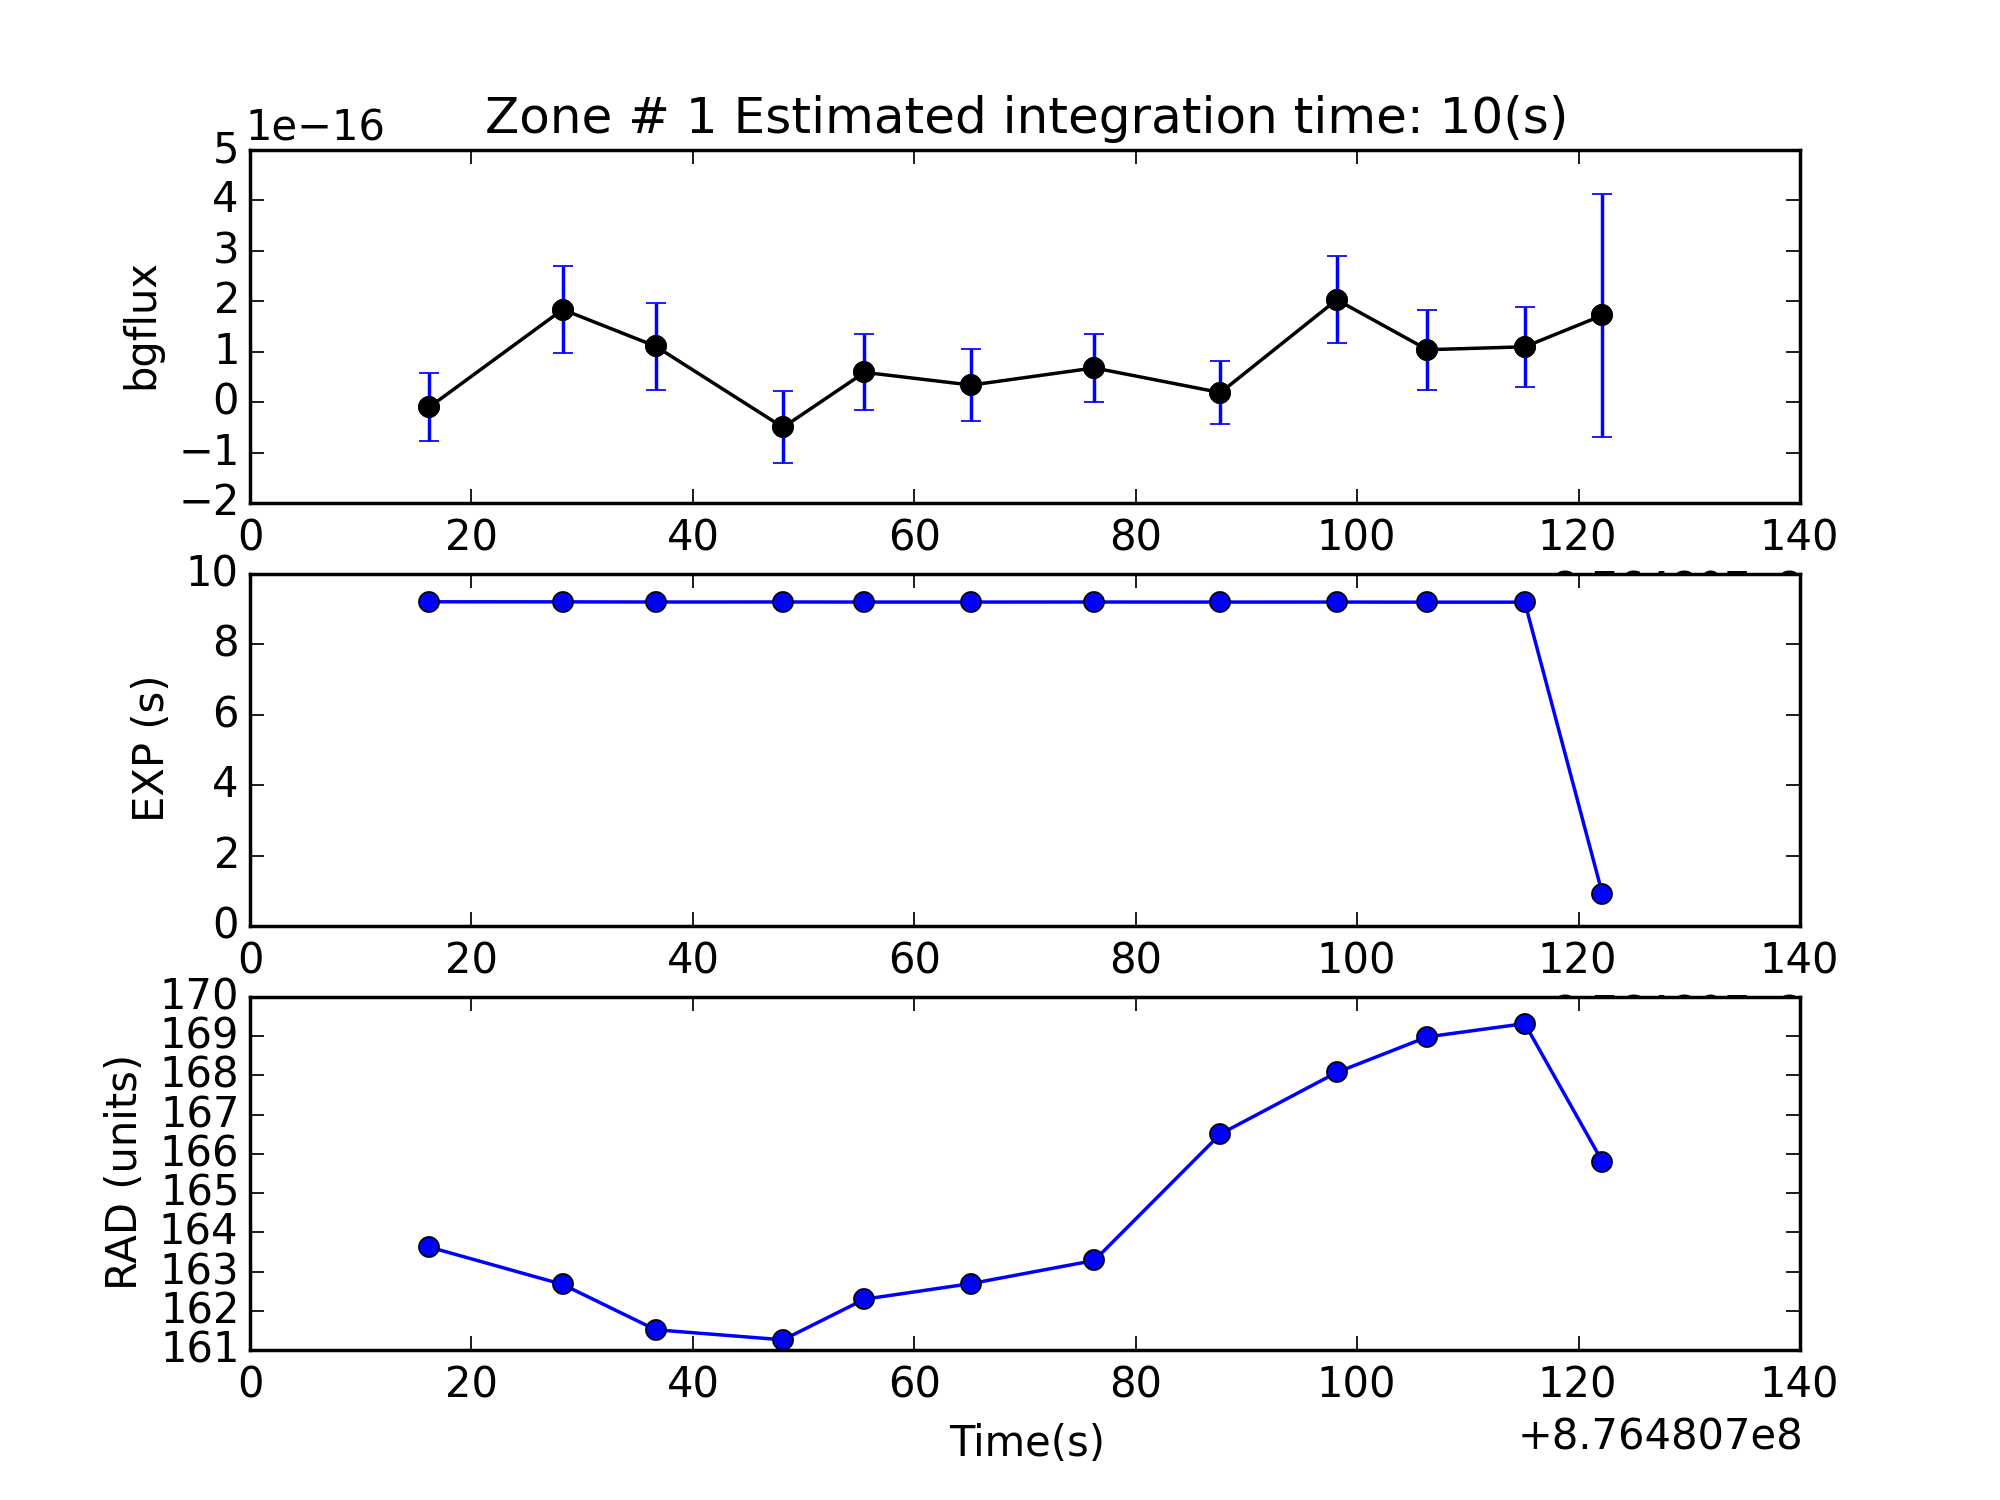 1e−16
Zone # 1 Estimated integration time: 10(s)
5
4
3
2
1
0
−1
−2
bgflux
0 20 40 60 80 100 120 140
10
8
6
4
2
0
EXP (s)
0 20 40 60 80 100 120 140
170
169
168
167
166
165
164
163
162
161
RAD (units)
0 20 40 60 80 100 120 140
Time(s)
+8.764807e8